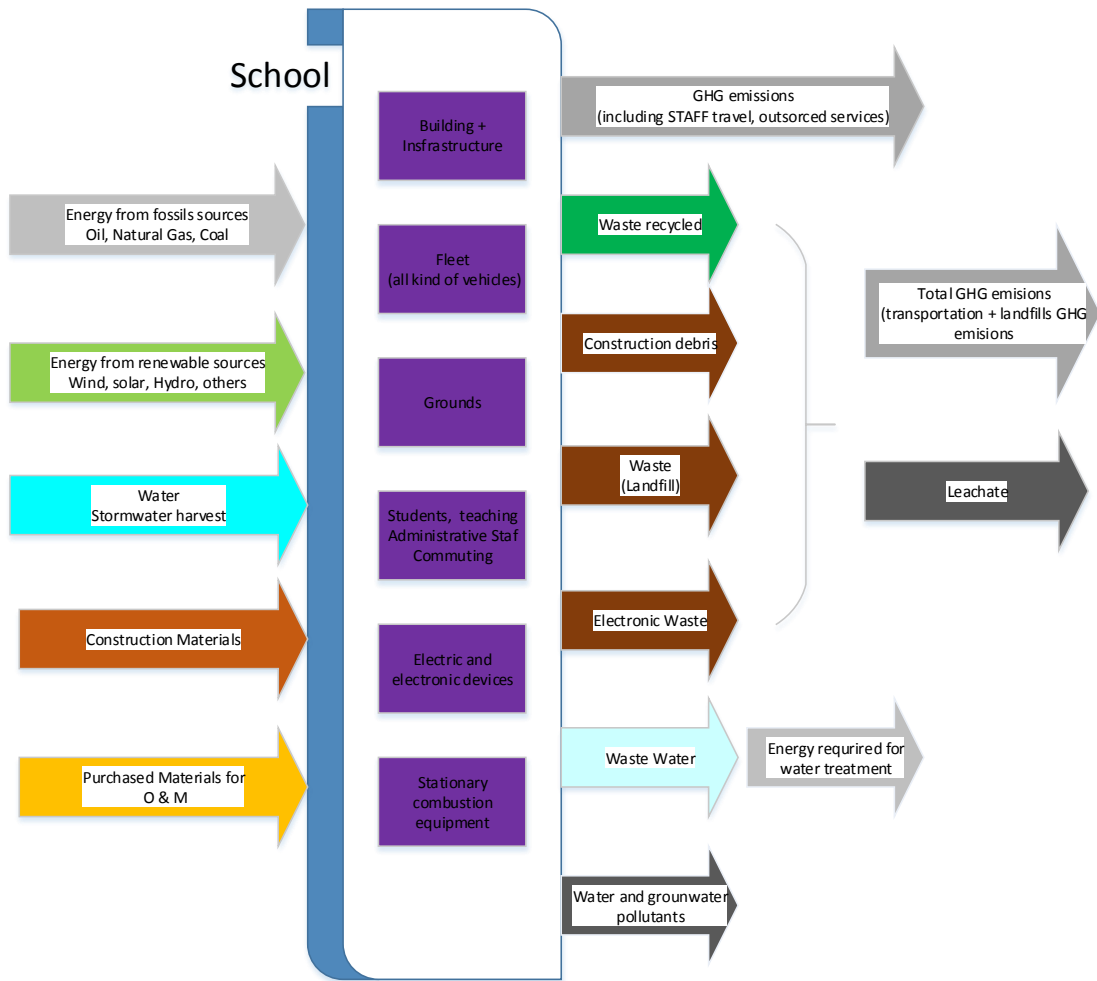 School
Building +
Insfrastructure
Fleet
(all kind of vehicles)
Grounds
Students, teaching
Administrative Staf
Commuting
Electric and
electronic devices
Stationary
combustion
equipment
Energy from fossils sources
Oil, Natural Gas, Coal
Energy from renewable sources
Wind, solar, Hydro, others
Water
Stormwater harvest
Construction Materials
Purchased Materials for
O & M
GHG emissions
(including STAFF travel, outsorced services)
Waste recycled
Construction debris
Waste
(Landfill)
Electronic Waste
Waste Water
Water and grounwater
pollutants
Total GHG emisions
(transportation + landfills GHG
emisions
Leachate
Energy requrired for
water treatment